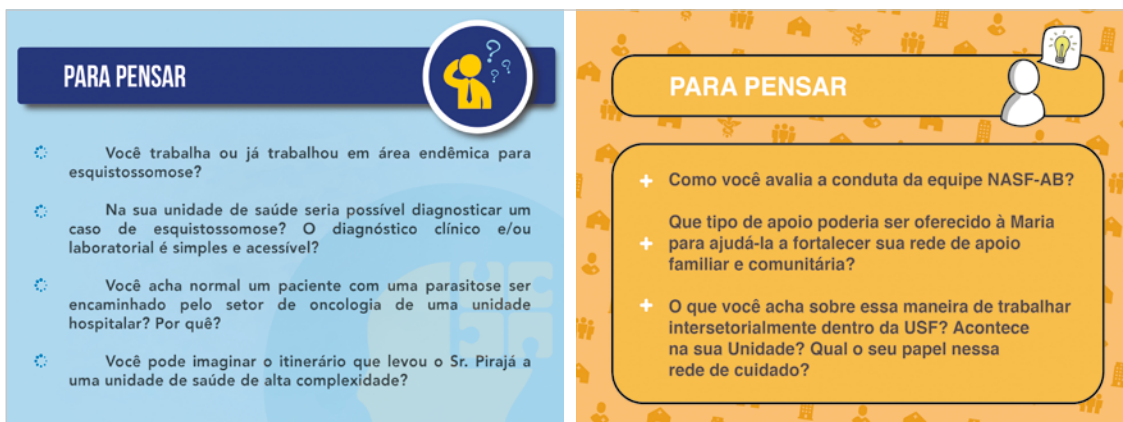 PARA PENSAR
Você trabalha ou já trabalhou em área endêmica para
esquistossomose?
Na sua unidade de saúde seria possível diagnosticar um
caso de esquistossomose? O diagnóstico clínico e/ou
laboratorial é simples e acessível?
Você acha normal um paciente com uma parasitose ser
encaminhado pelo setor de oncologia de uma unidade
hospitalar? Por quê?
Você pode imaginar o itinerário que levou o Sr. Pirajá a
uma unidade de saúde de alta complexidade?
PARA PENSAR
Como você avalia a conduta da equipe NASF-AB?
Que tipo de apoio poderia ser oferecido à Maria
para ajudá-la a fortalecer sua rede de apoio
familiar e comunitária?
O que você acha sobre essa maneira de trabalhar
intersetorialmente dentro da USF? Acontece
na sua Unidade? Qual o seu papel nessa
rede de cuidado?